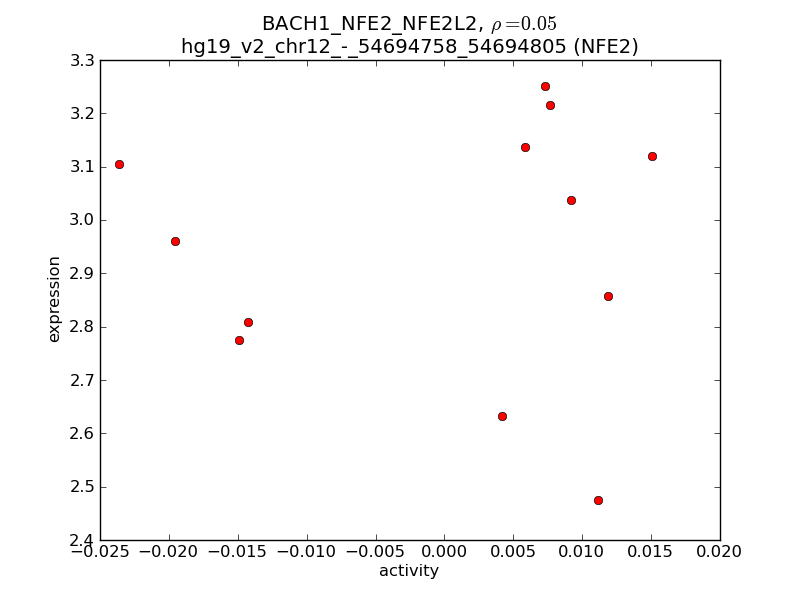 BACH1_NFE2_NFE2L2, ρ=0.05
hg19_v2_chr12_-_54694758_54694805 (NFE2)
3.3
3.2
3.1
3.0
2.9
2.8
2.7
2.6
2.5
2.4
expression
−0.025 −0.020 −0.015 −0.010 −0.005 0.000 0.005 0.010 0.015 0.020
activity